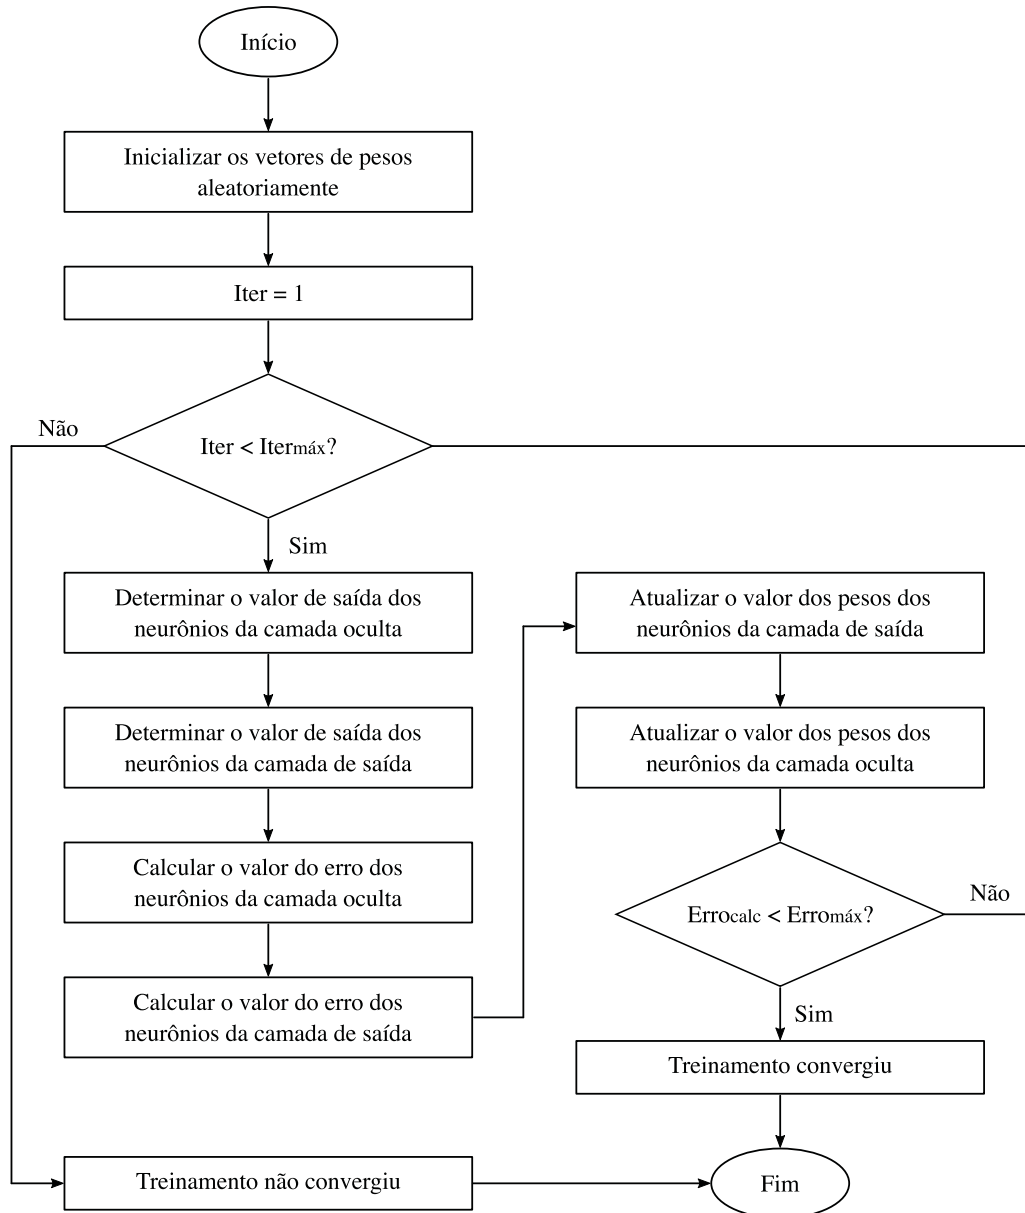 Início
Inicializar os vetores de pesos
aleatoriamente
Iter = 1
Não
Iter < Itermáx?
Sim
Determinar o valor de saída dos
neurônios da camada oculta
Determinar o valor de saída dos
neurônios da camada de saída
Calcular o valor do erro dos
neurônios da camada oculta
Calcular o valor do erro dos
neurônios da camada de saída
Atualizar o valor dos pesos dos
neurônios da camada de saída
Atualizar o valor dos pesos dos
neurônios da camada oculta
Errocalc < Erromáx?
Não
Sim
Treinamento convergiu
Treinamento não convergiu
Fim